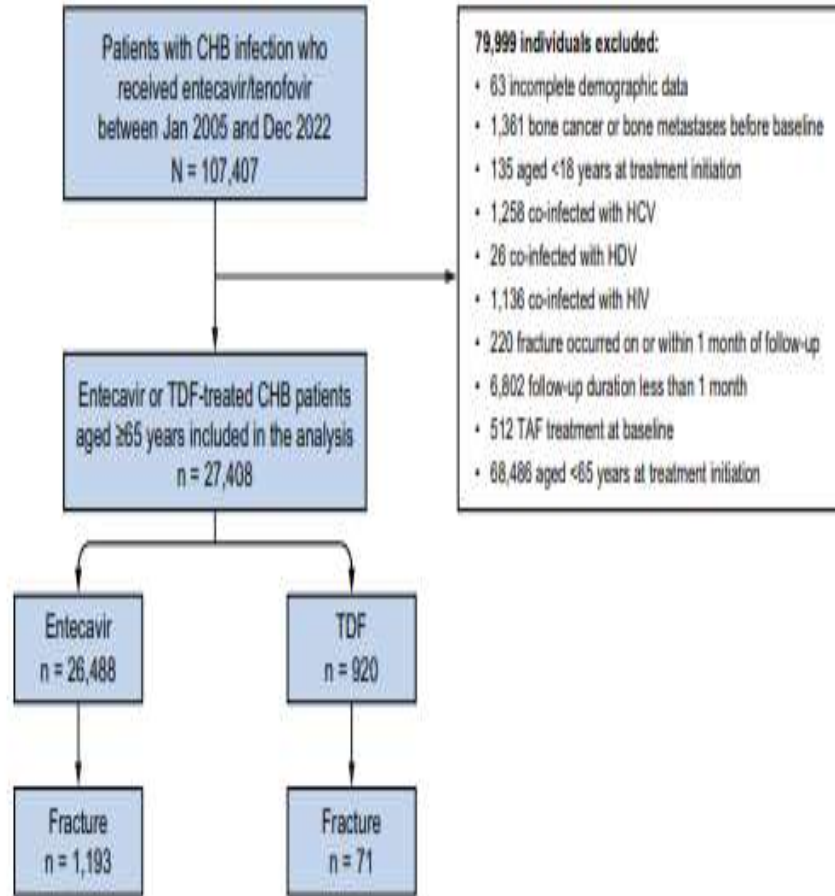 Patients with CHB infection who
received entecavir/tenofovir
between Jan 2005 and Dec 2022
N = 107,407
79,999 individuals excluded:
• 63 incomplete demographic data
• 1,361 bone cancer or bone metastases before baseline
• 135 aged <18 years at treatment initiation
• 1,258 co-infected with HCV
• 26 co-infected with HDV
• 1,136 co-infected with HIV
• 220 fracture occurred on or within 1 month of follow-up
• 6,802 follow-up duration less than 1 month
• 512 TAF treatment at baseline
• 68,486 aged <65 years at treatment initiation
Entecavir or TDF-treated CHB patients
aged ≥65 years included in the analysis
n = 27,408
Entecavir
n = 26,488
TDF
n = 920
Fracture
n = 1,193
Fracture
n = 71